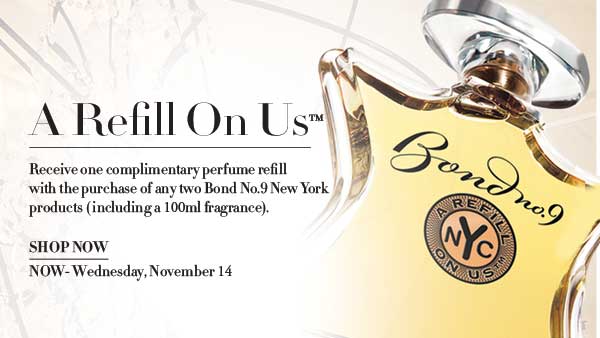 A Refill On Us™
Receive one complimentary perfume refill
with the purchase of any two Bond No.9 New York
products (including a 100ml fragrance).
SHOP NOW
NOW- Wednesday, November 14
Bond no.9
A REFILL
NYC
ON US™